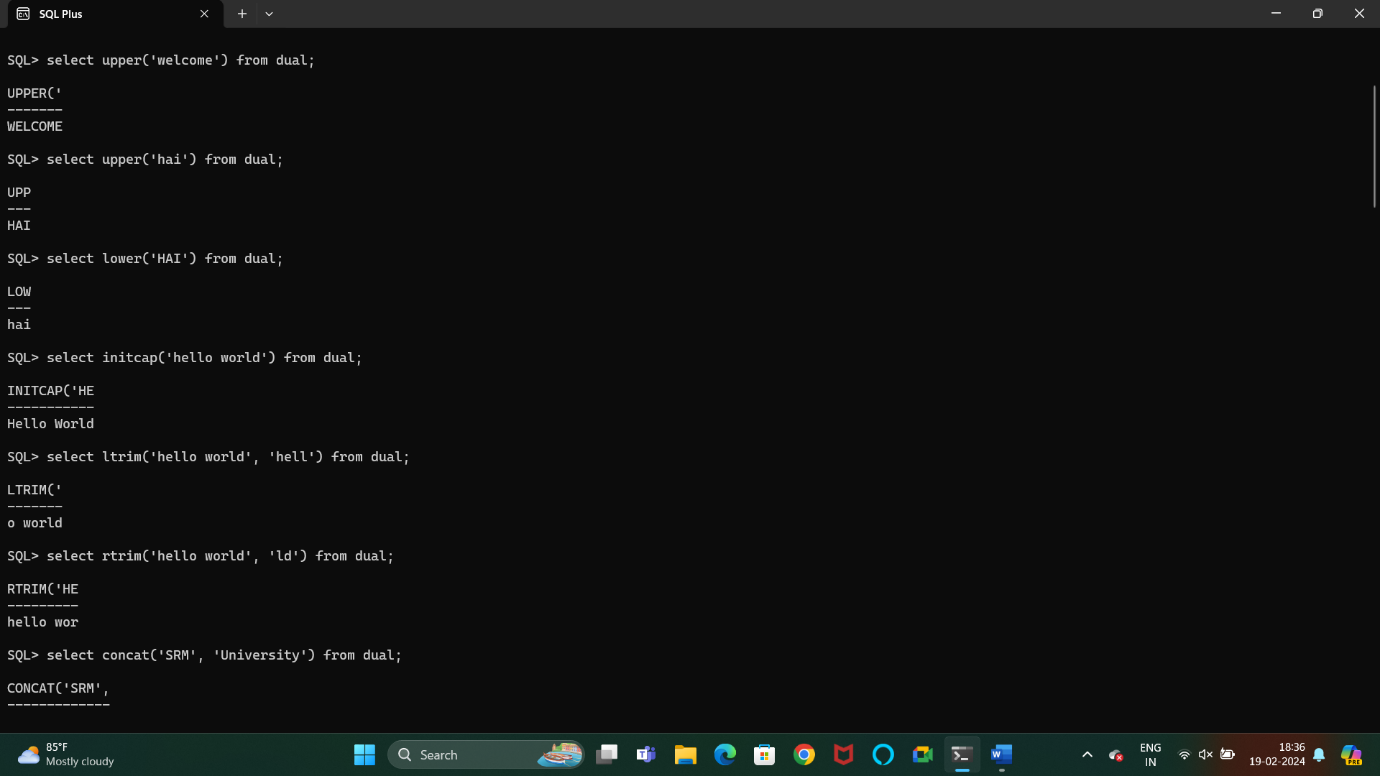 SQL Plus
SQL> select upper('welcome') from dual;
UPPER('
-------
WELCOME
SQL> select upper('hai') from dual;
UPP
---
HAI
SQL> select lower('HAI') from dual;
LOW
---
hai
SQL> select initcap('hello world') from dual;
INITCAP('HE
-----------
Hello World
SQL> select ltrim('hello world', 'hell') from dual;
LTRIM('
-------
o world
SQL> select rtrim('hello world', 'ld') from dual;
RTRIM('HE
---------
hello wor
SQL> select concat('SRM', 'University') from dual;
CONCAT('SRM',
-------------
85°F
Mostly cloudy
Search
ENG
IN
18:36
19-02-2024
PRE